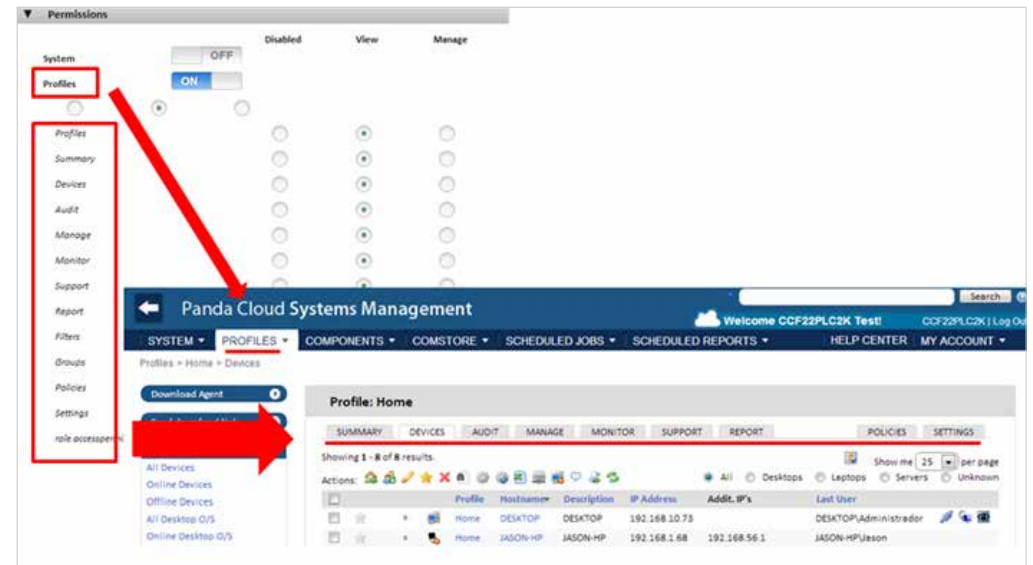 Permissions
Disabled View Manage
System OFF
Profiles ON
Profiles
Summary
Devices
Audit
Manage
Monitor
Support
Report
Filters
Groups
Policies
Settings
role
Panda Cloud Systems Management
Search
Welcome CCF22PLC2K Test!
CCF22PLC2K | Log Ou
SYSTEM PROFILES COMPONENTS COMSTORE SCHEDULED JOBS SCHEDULED REPORTS HELP CENTER MY ACCOUNT
Profiles > Home > Devices
Download Agent
All Devices
Online Devices
Offline Devices
All Desktop O/S
Online Desktop O/S
Profile: Home
SUMMARY DEVICES AUDIT MANAGE MONITOR SUPPORT REPORT POLICIES SETTINGS
Showing 1 - 8 of 8 results.
Show me 25 per page
Actions:
All Desktops Laptops Servers Unknown
Profile Hostname Description IP Address Addit. IP's Last User
Home DESKTOP DESKTOP 192.168.10.73 DESKTOP\Administrador
Home JASON-HP JASON-HP 192.168.1.68 192.168.56.1 JASON-HP\Jason